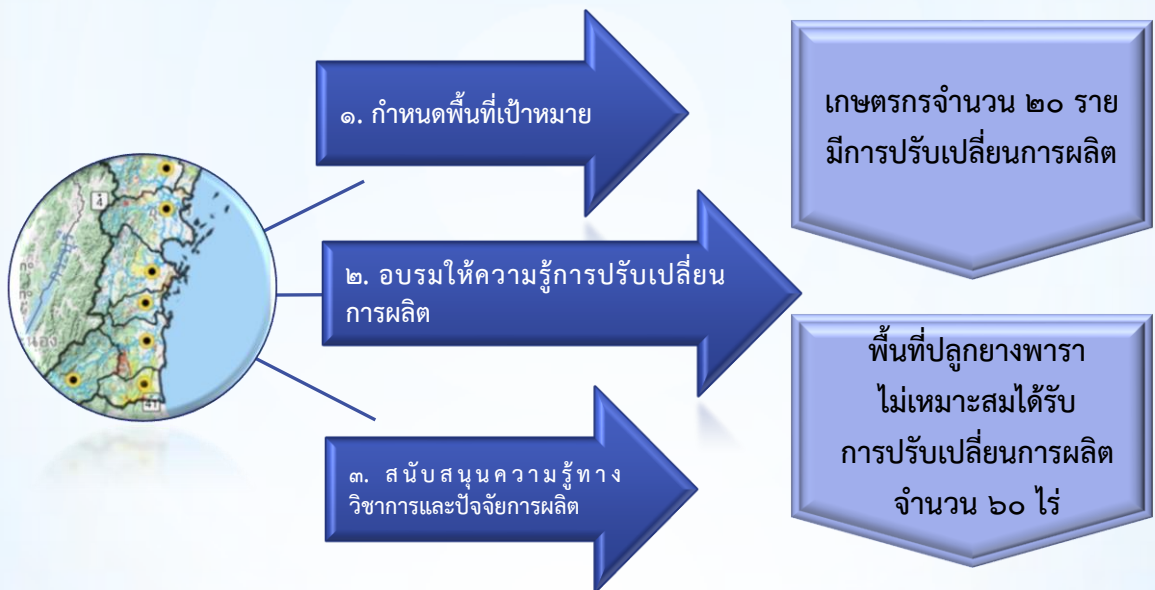 ๑. กำหนดพื้นที่เป้าหมาย
๒. อบรมให้ความรู้การปรับเปลี่ยน
การผลิต
๓. สนับสนุนความรู้ทาง
วิชาการและปัจจัยการผลิต
เกษตรกรจำนวน ๒๐ ราย
มีการปรับเปลี่ยนการผลิต
พื้นที่ปลูกยางพารา
ไม่เหมาะสมได้รับ
การปรับเปลี่ยนการผลิต
จำนวน ๖๐ ไร่
4
41